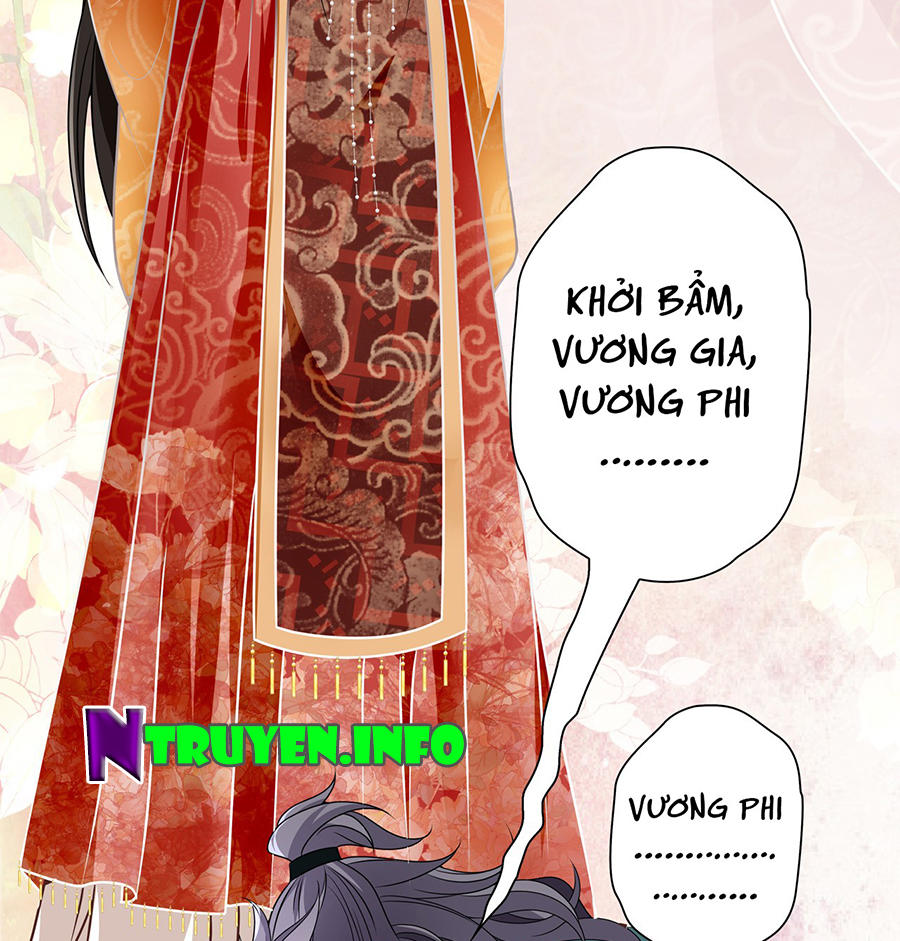 KHỞI BẨM,
VƯƠNG GIA,
VƯƠNG PHI
.........
NTRUYEN.INFO
VƯƠNG PHI
...............
...........